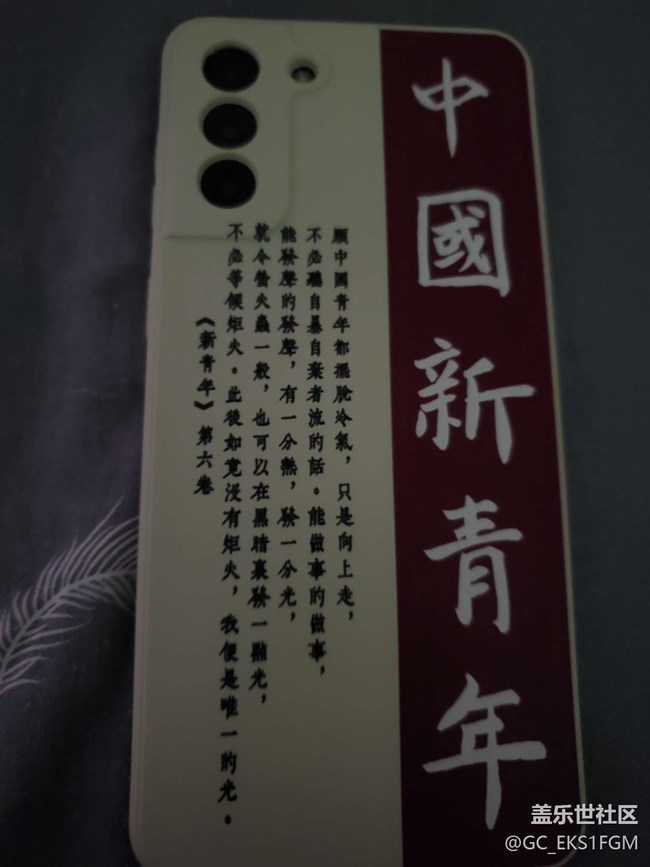 中國新青年
願中國青年都擺脫冷氣，只是向上走，
不必聽自暴自棄者流的話。能做事的做事，
能發聲的發聲，有一分熱，發一分光，
就令螢火蟲一般，也可以在黑暗裏發一點光，
不必等候炬火。此後如竟沒有炬火，我便是唯一的光。
《新青年》第六卷
盖乐世社区
@GC_EKS1FGM